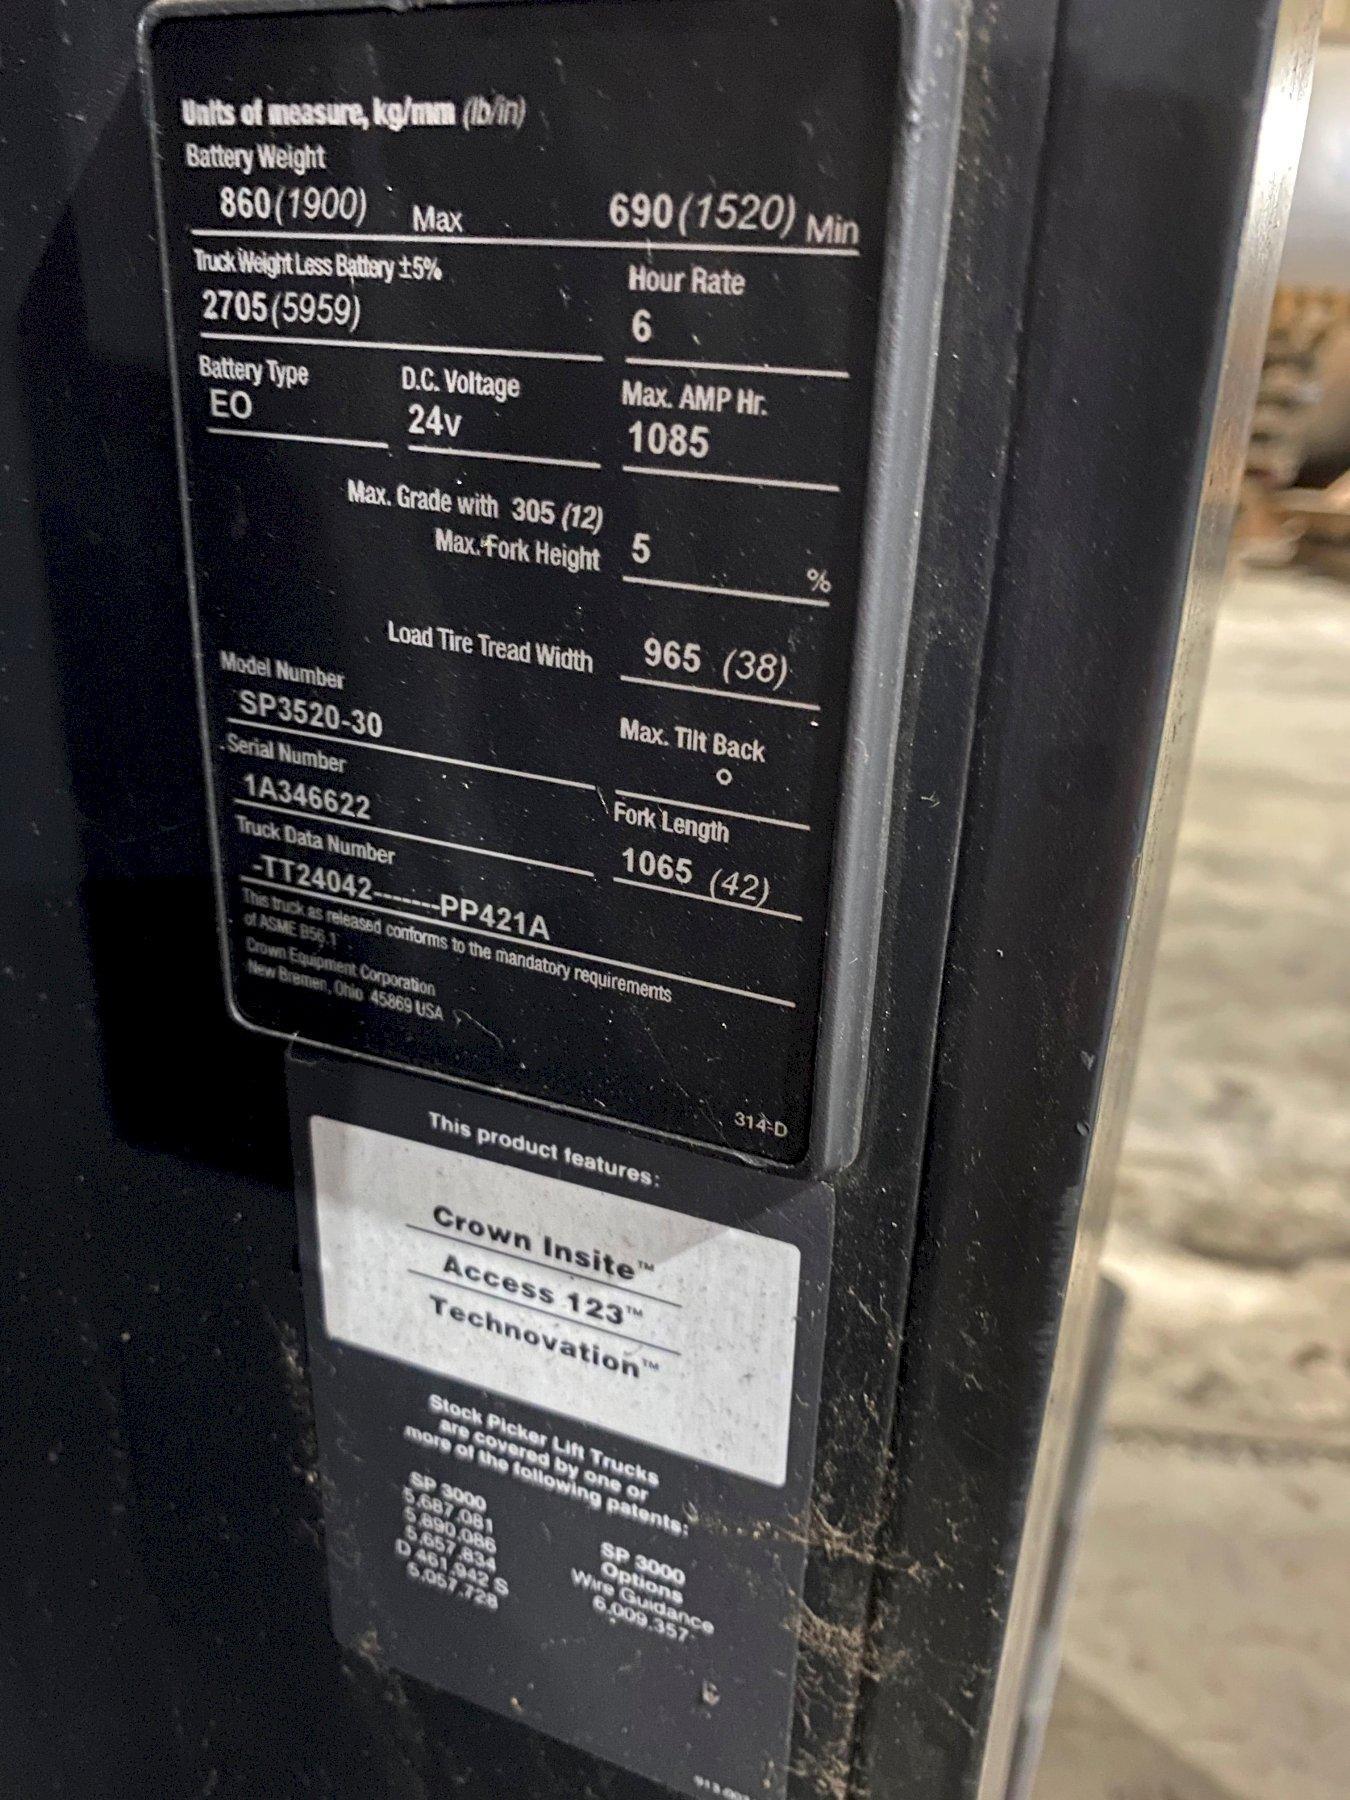 Units of measure, kg/mm (lb/in)
Battery Weight
860(1900) Max 690(1520) Min
Truck Weight Less Battery ±5%
2705(5959)
Hour Rate
6
Battery Type
EO
D.C. Voltage
24v
Max. AMP Hr.
1085
Max. Grade with 305 (12)
Max. Fork Height 5 %
Load Tire Tread Width 965 (38)
Model Number
SP3520-30
Max. Tilt Back
°
Serial Number
1A346622
Fork Length
1065 (42)
Truck Data Number
-TT24042-------PP421A
This truck as released conforms to the mandatory requirements
of ASME B56.1
Crown Equipment Corporation
New Bremen, Ohio 45869 USA
314-D
This product features:
Crown Insite™
Access 123™
Technovation™
Stock Picker Lift Trucks
are covered by one or
more of the following patents:
SP 3000
5,687,081
5,890,086
5,657,834
D 461,942 S
5,057,728
SP 3000
Options
Wire Guidance
6,009,357